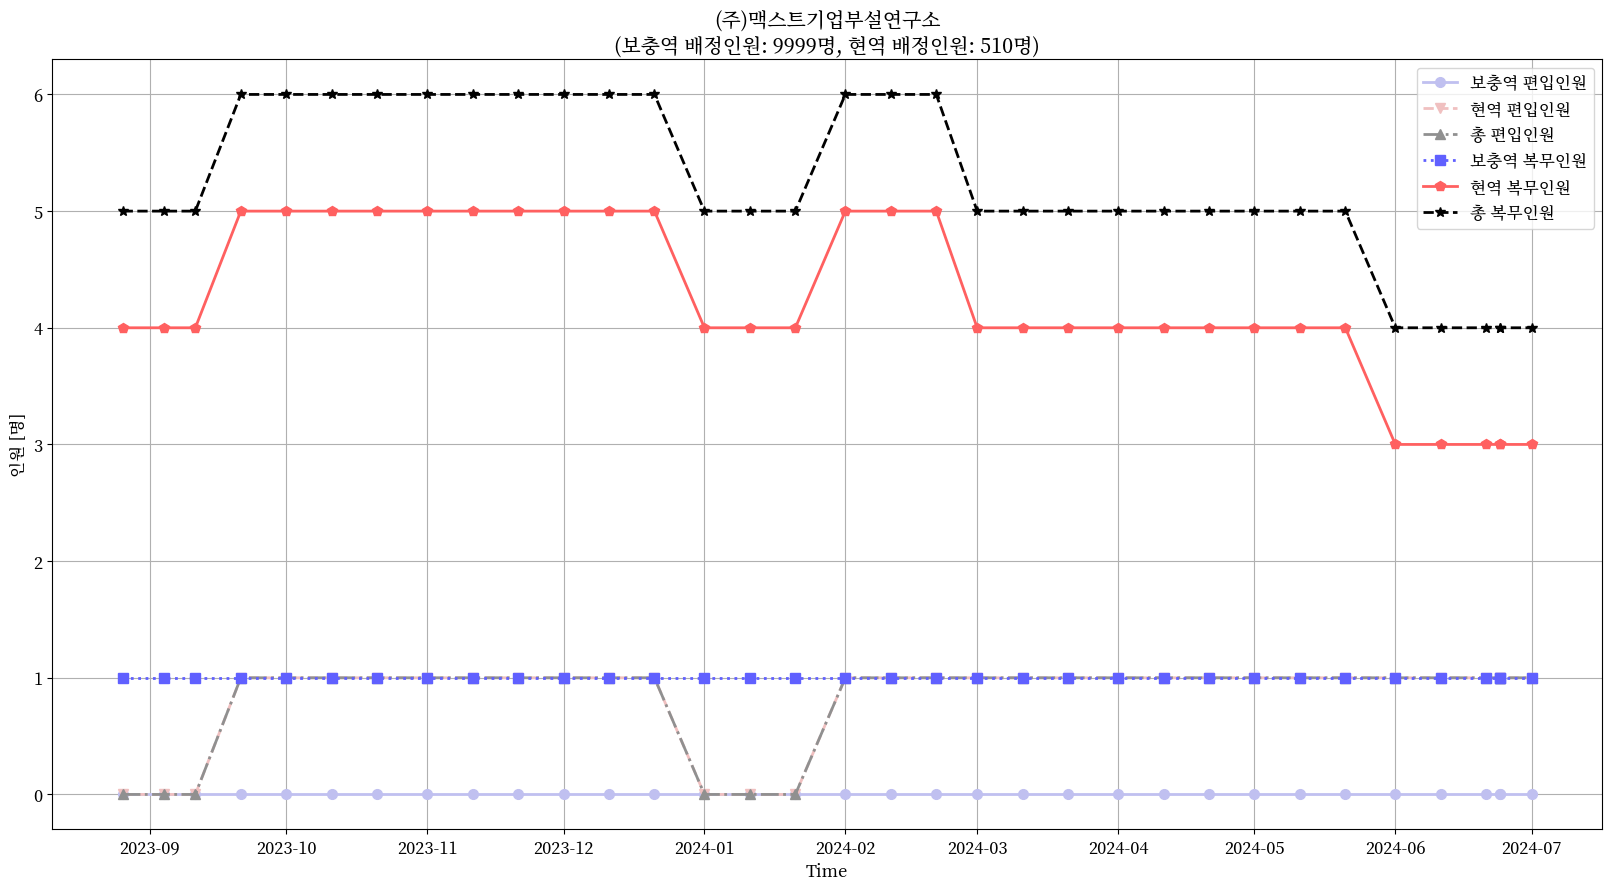 (주)맥스트기업부설연구소
(보충역 배정인원: 9999명, 현역 배정인원: 510명)
보충역 편입인원
현역 편입인원
총 편입인원
보충역 복무인원
현역 복무인원
총 복무인원
인원 [명]
6
5
4
3
2
1
0
2023-09 2023-10 2023-11 2023-12 2024-01 2024-02 2024-03 2024-04 2024-05 2024-06 2024-07
Time